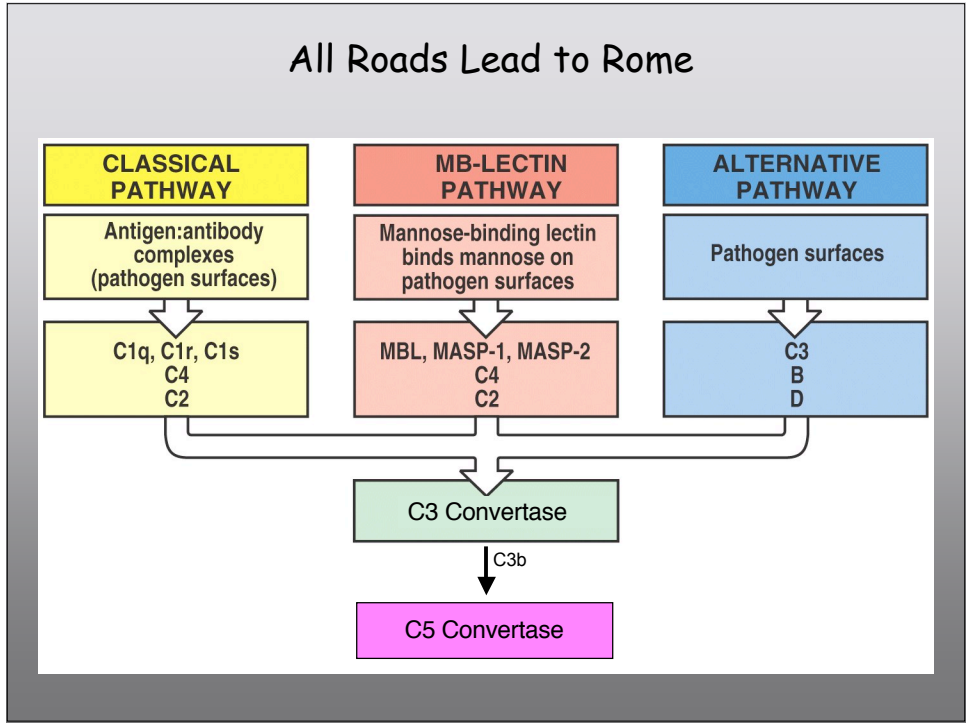 All Roads Lead to Rome
CLASSICAL
PATHWAY
Antigen:antibody
complexes
(pathogen surfaces)
C1q, C1r, C1s
C4
C2
MB-LECTIN
PATHWAY
Mannose-binding lectin
binds mannose on
pathogen surfaces
MBL, MASP-1, MASP-2
C4
C2
ALTERNATIVE
PATHWAY
Pathogen surfaces
C3
B
D
C3 Convertase
C3b
C5 Convertase